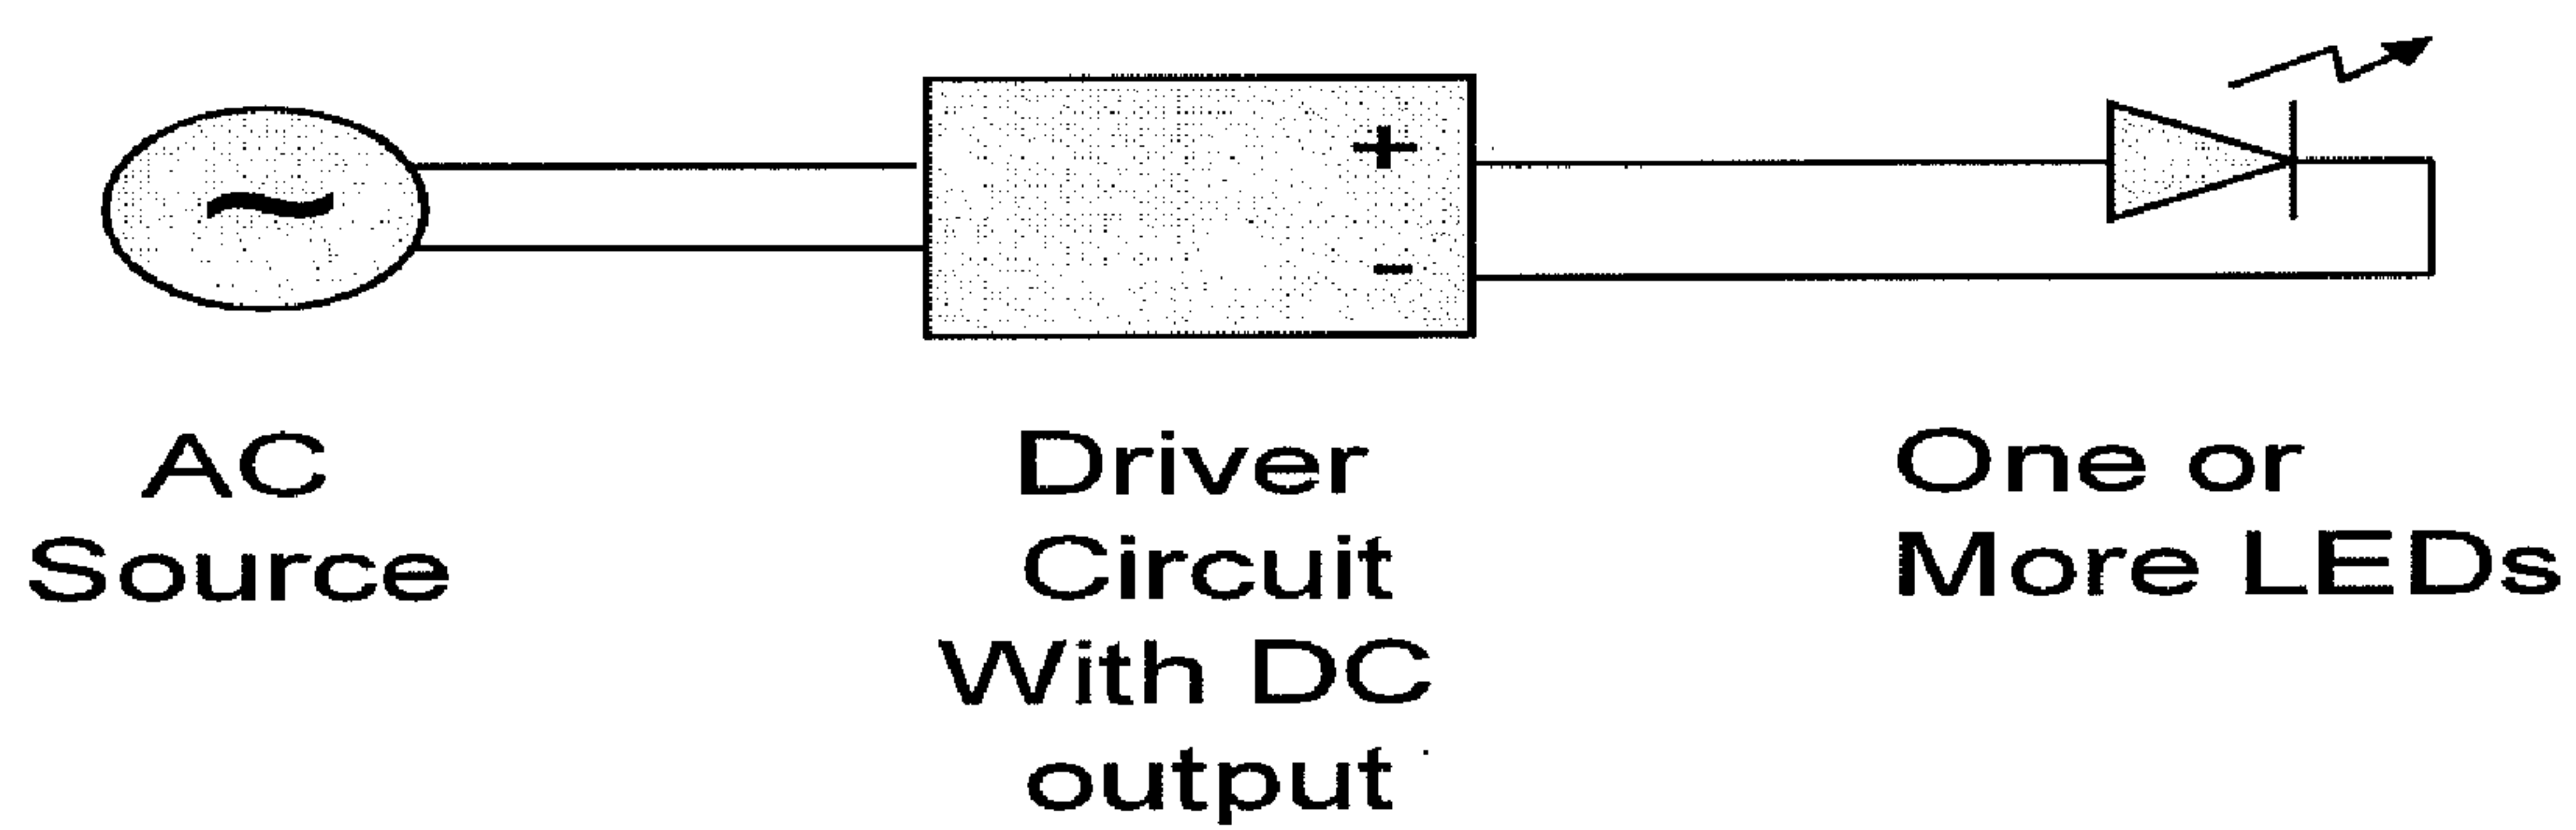 ~
+
-
AC
Source
Driver
Circuit
With DC
output
One or
More LEDs